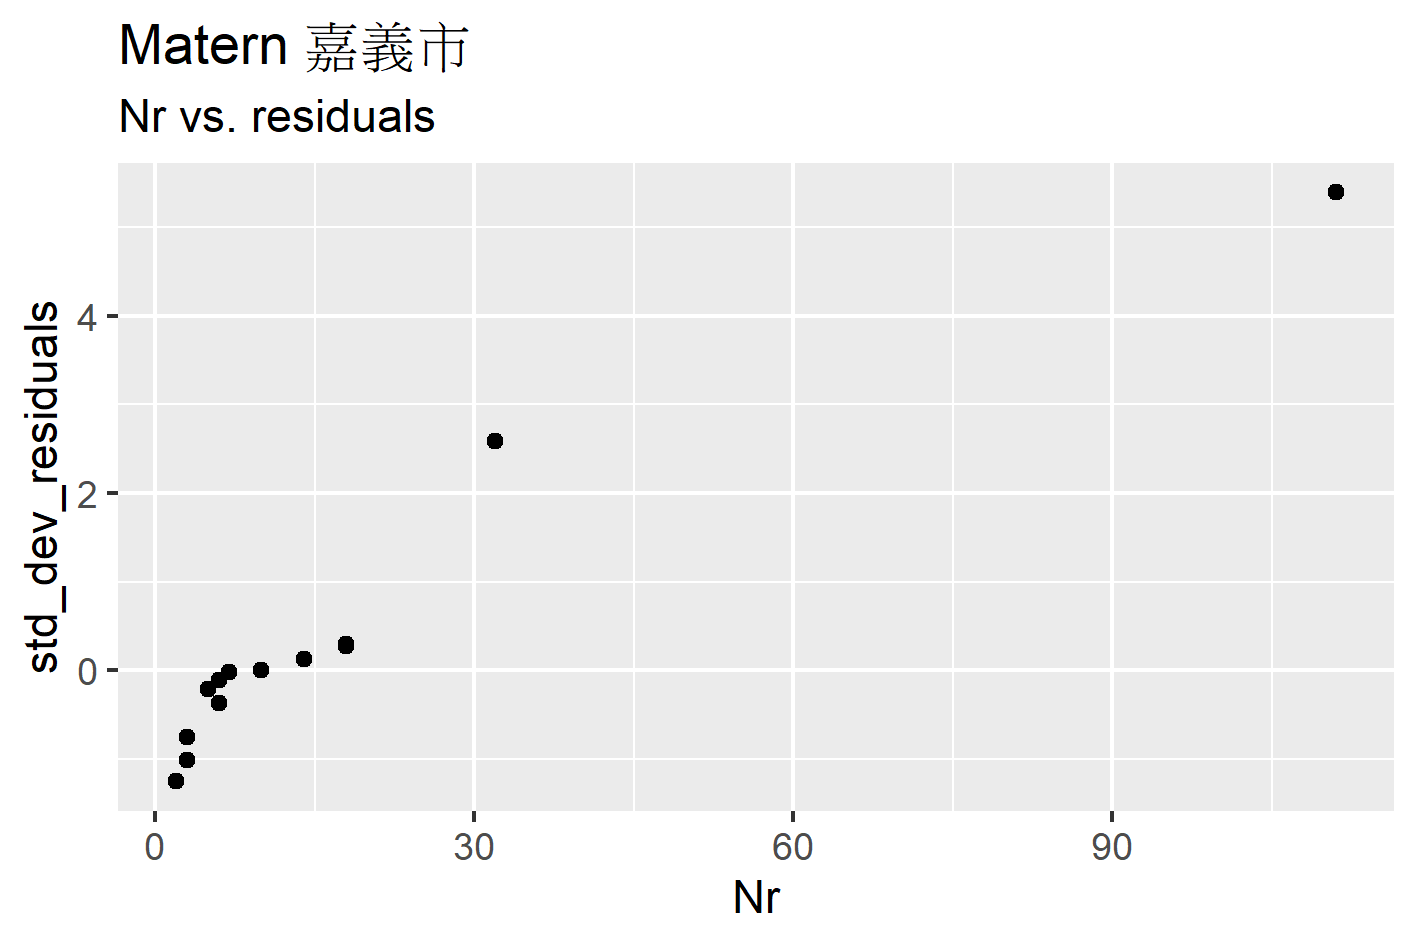 Matern 嘉義市
Nr vs. residuals
std_dev_residuals
4
2
0
0
30
60
90
Nr